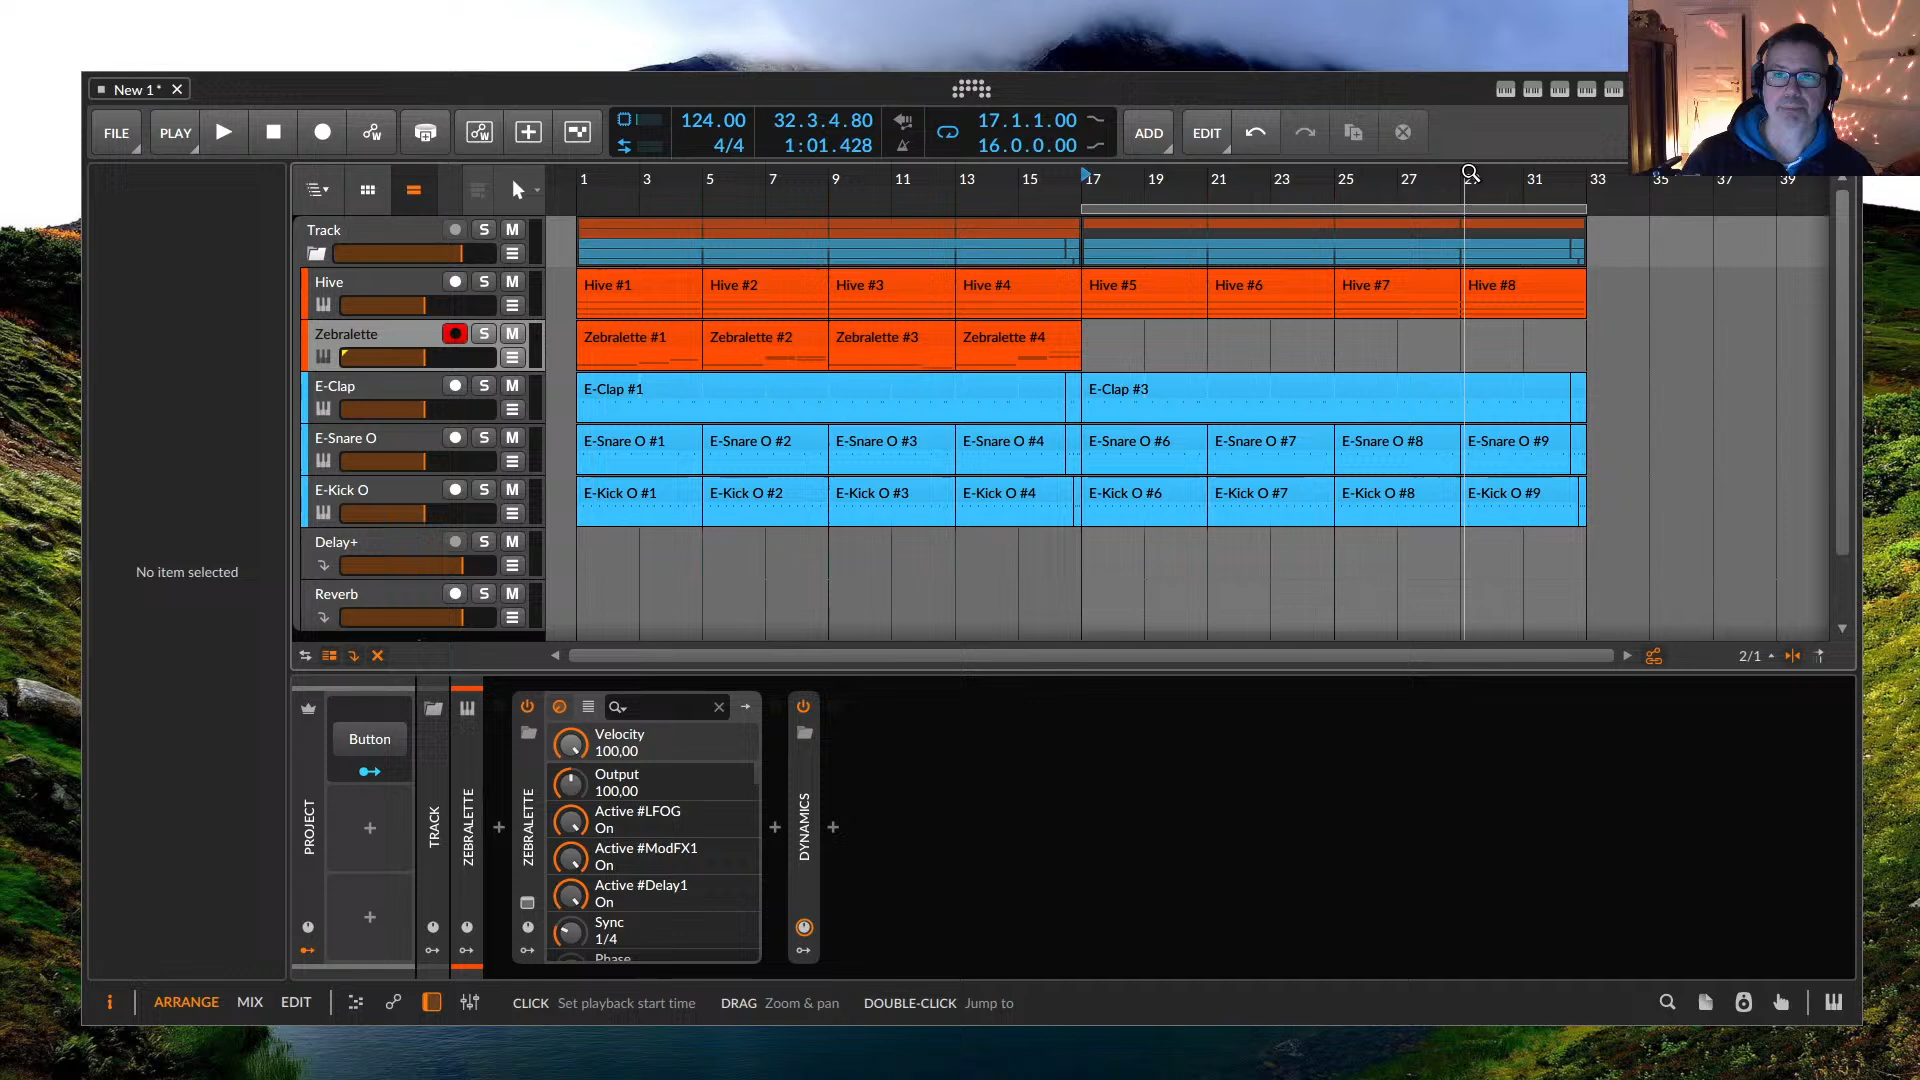 New 1*
FILE PLAY 124.00 4/4 32.3.4.80 1:01.428 17.1.1.00 16.0.0.00 ADD EDIT
1 3 5 7 9 11 13 15 17 19 21 23 25 27 29 31 33 35 37 39
Track S M
Hive S M Hive #1 Hive #2 Hive #3 Hive #4 Hive #5 Hive #6 Hive #7 Hive #8
Zebralette S M Zebralette #1 Zebralette #2 Zebralette #3 Zebralette #4
E-Clap S M E-Clap #1 E-Clap #3
E-Snare O S M E-Snare O #1 E-Snare O #2 E-Snare O #3 E-Snare O #4 E-Snare O #6 E-Snare O #7 E-Snare O #8 E-Snare O #9
E-Kick O S M E-Kick O #1 E-Kick O #2 E-Kick O #3 E-Kick O #4 E-Kick O #6 E-Kick O #7 E-Kick O #8 E-Kick O #9
Delay+ S M
No item selected
Reverb S M
2/1
PROJECT
Button
TRACK
ZEBRALETTE
ZEBRALETTE
Velocity
100,00
Output
100,00
Active #LFOG
On
Active #ModFX1
On
Active #Delay1
On
Sync
1/4
Phase
DYNAMICS
i ARRANGE MIX EDIT CLICK Set playback start time DRAG Zoom & pan DOUBLE-CLICK Jump to